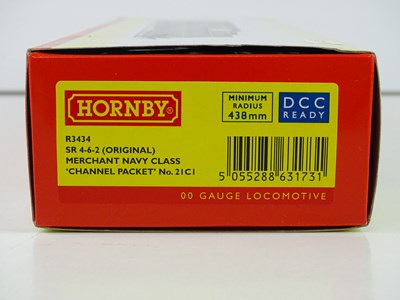 HORNBY
MINIMUM
RADIUS
438mm
DCC
READY
R3434
SR 4-6-2 (ORIGINAL)
MERCHANT NAVY CLASS
'CHANNEL PACKET' No. 21C1
5 055288 631731
00 GAUGE LOCOMOTIVE